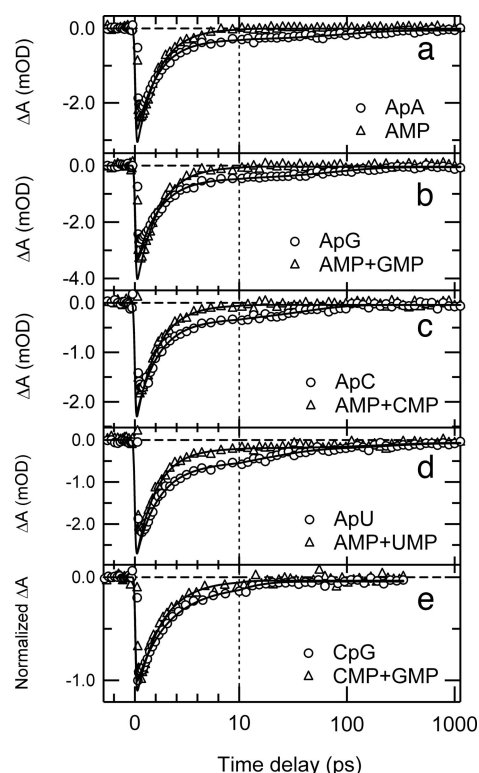 0.0
-2.0
ΔA (mOD)
a
ApA
AMP
0.0
-2.0
-4.0
ΔA (mOD)
b
ApG
AMP+GMP
0.0
-1.0
-2.0
ΔA (mOD)
c
ApC
AMP+CMP
0.0
-1.0
-2.0
ΔA (mOD)
d
ApU
AMP+UMP
0.0
-1.0
Normalized ΔA
e
CpG
CMP+GMP
0 10 100 1000
Time delay (ps)